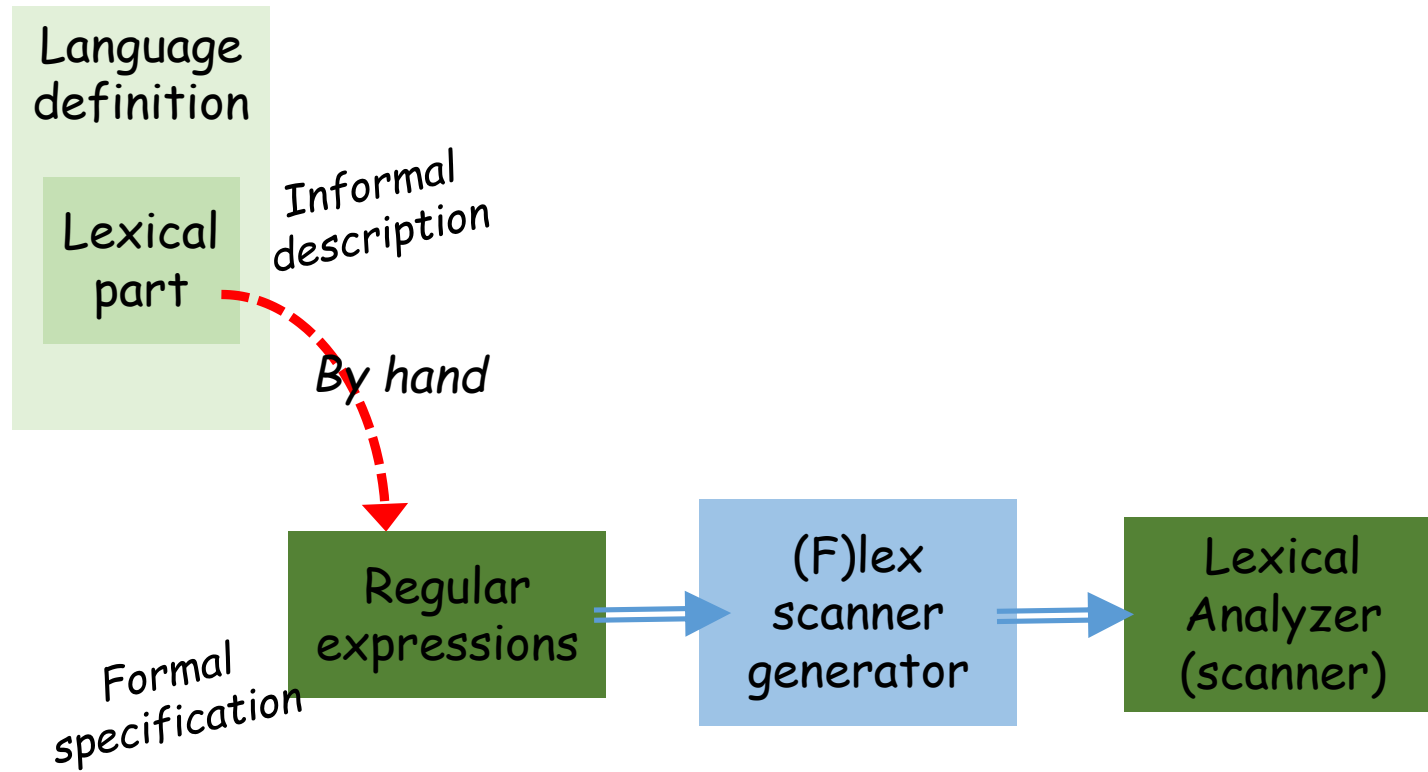 Language
definition
Lexical
part
Informal
description
By hand
Regular
expressions
Formal
specification
(F)lex
scanner
generator
Lexical
Analyzer
(scanner)